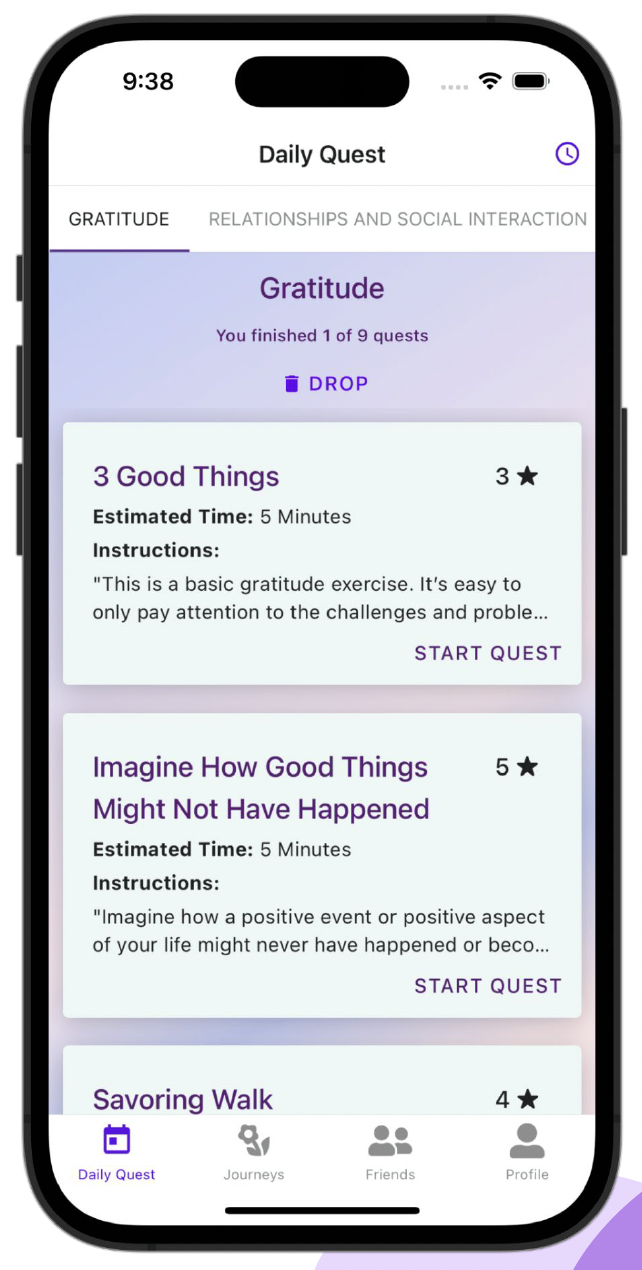 9:38
Daily Quest
GRATITUDE RELATIONSHIPS AND SOCIAL INTERACTION
Gratitude
You finished 1 of 9 quests
DROP
3 Good Things 3
Estimated Time: 5 Minutes
Instructions:
"This is a basic gratitude exercise. It’s easy to
only pay attention to the challenges and proble...
START QUEST
Imagine How Good Things 5
Might Not Have Happened
Estimated Time: 5 Minutes
Instructions:
"Imagine how a positive event or positive aspect
of your life might never have happened or beco...
START QUEST
Savoring Walk 4
Daily Quest Journeys Friends Profile